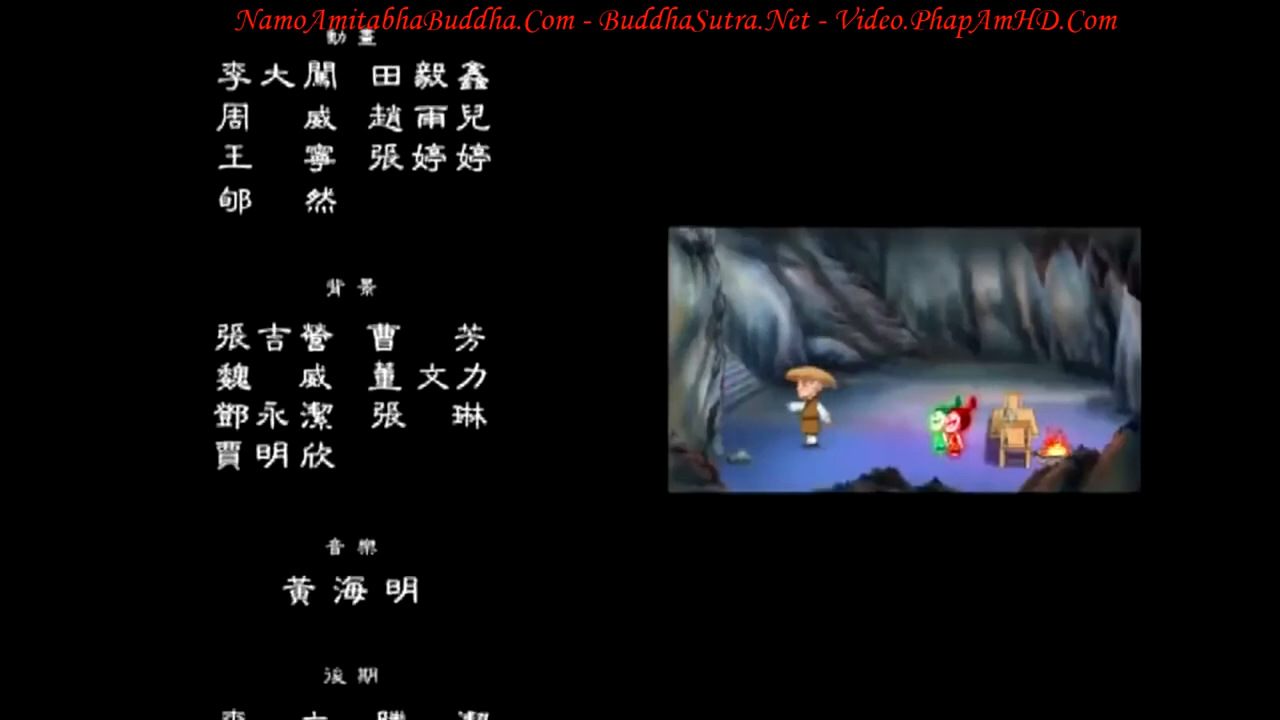 NamoAmitabhaBuddha.Com - BuddhaSutra.Net - Video.PhapAmHD.Com
動畫
李大闖 田毅鑫
周威 趙雨兒
王寧 張婷婷
郇然
背景
張吉營 曹芳
魏威 董文力
鄧永潔 張琳
賈明欣
音樂
黃海明
後期